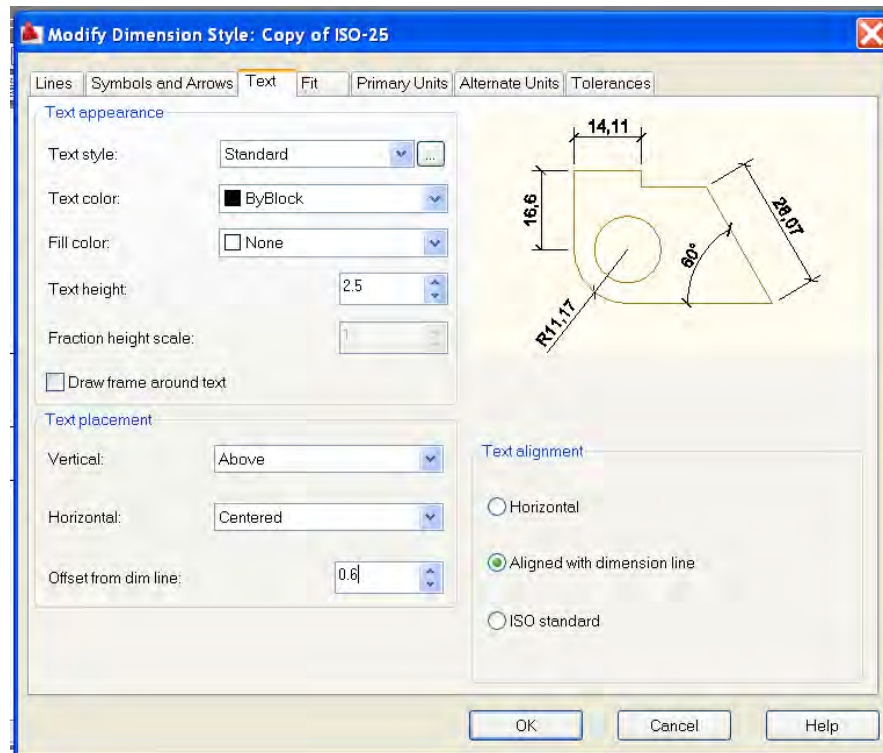 Modify Dimension Style: Copy of ISO-25
Lines Symbols and Arrows Text Fit Primary Units Alternate Units Tolerances
Text appearance
Text style: Standard ...
Text color: ByBlock
Fill color: None
Text height: 2.5
Fraction height scale: 1
Draw frame around text
Text placement
Vertical: Above
Horizontal: Centered
Offset from dim line: 0.6
14,11
16,6
28,07
60°
R11,17
Text alignment
Horizontal
Aligned with dimension line
ISO standard
OK Cancel Help